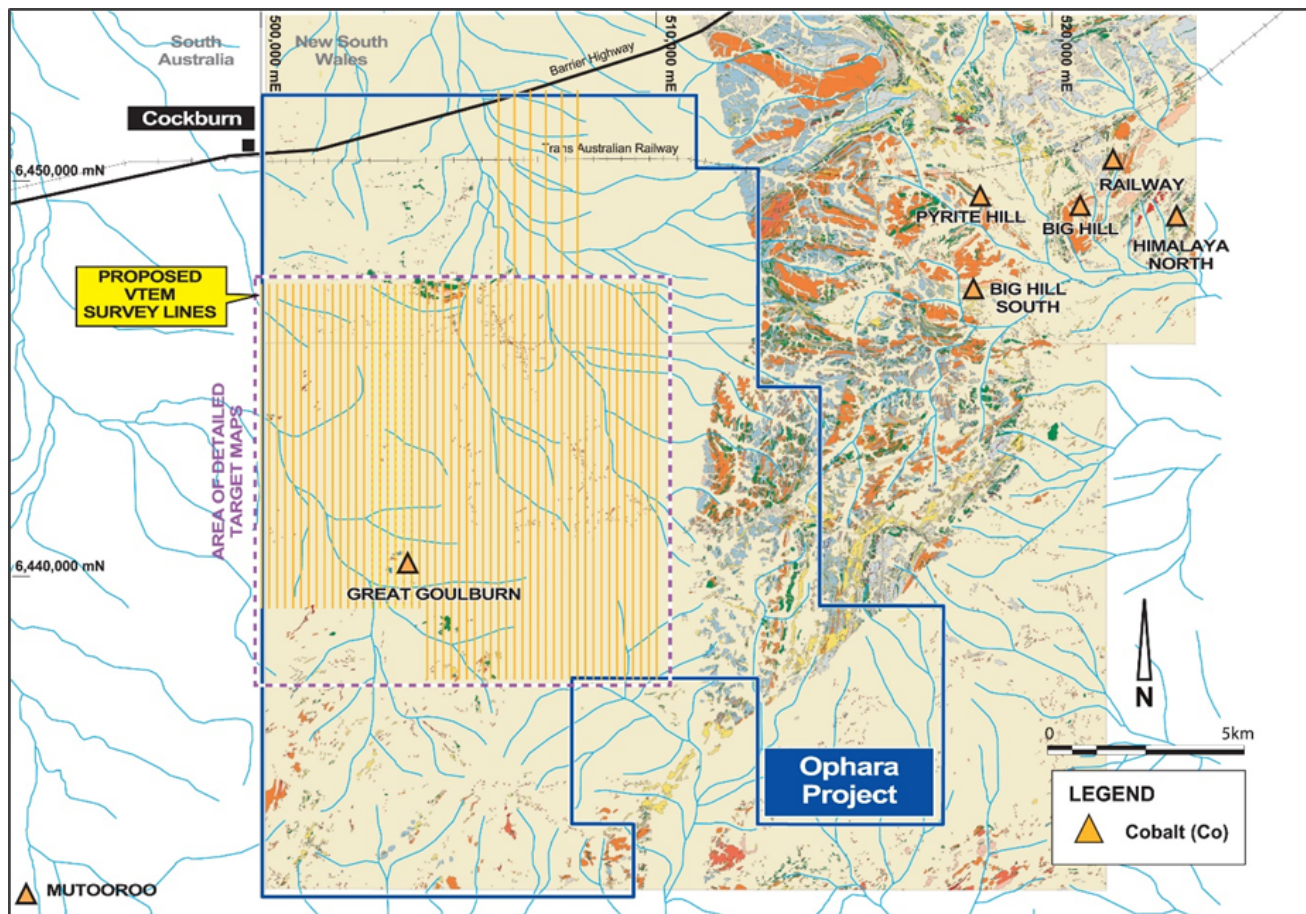 South
Australia
New South
Wales
500,000 mE
510,000 mE
520,000 mE
Barrier Highway
Cockburn
Trans Australian Railway
6,450,000 mN
RAILWAY
PYRITE HILL
BIG HILL
HIMALAYA
NORTH
PROPOSED
VTEM
SURVEY LINES
BIG HILL
SOUTH
AREA OF DETAILED
TARGET MAPS
6,440,000 mN
GREAT GOULBURN
N
0
5km
Ophara
Project
LEGEND
Cobalt (Co)
MUTOOROO